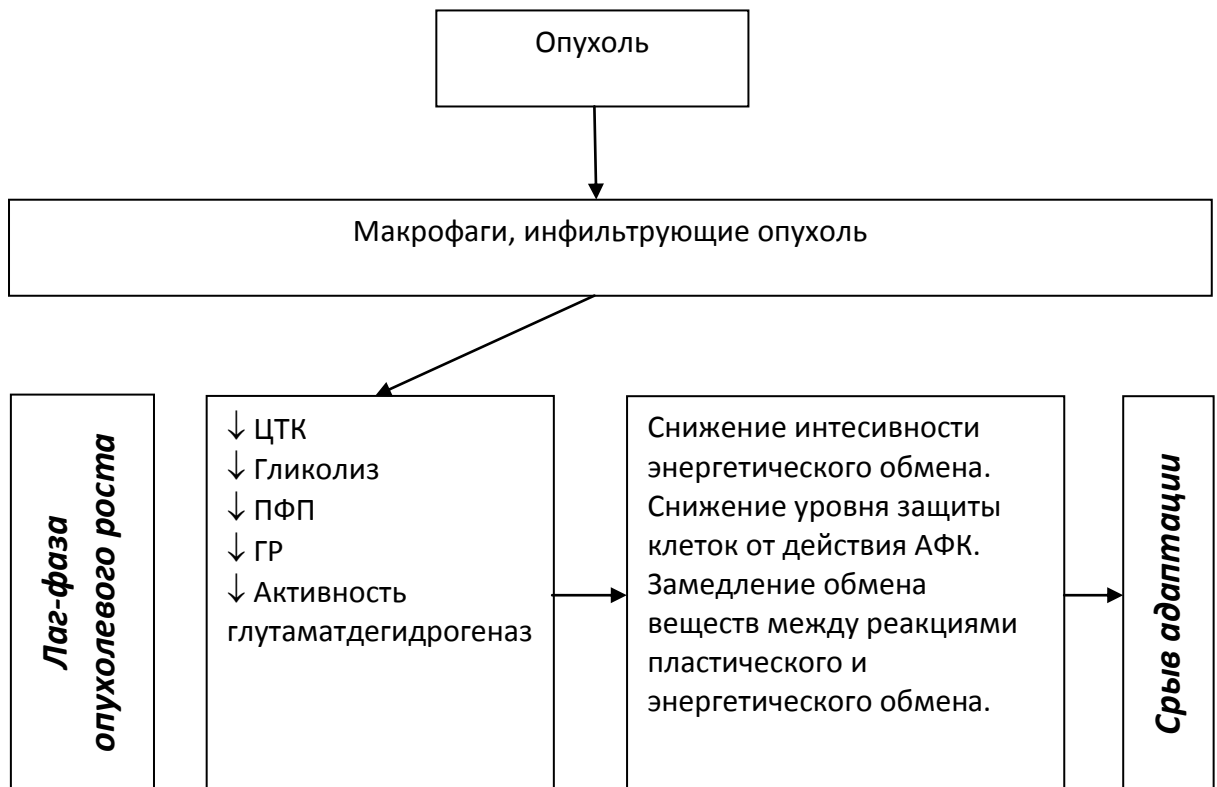 Опухоль
Макрофаги, инфильтрующие опухоль
Лаг-фаза
опухолевого роста
↓ ЦТК
↓ Гликолиз
↓ ПФП
↓ ГР
↓ Активность
глутаматдегидрогеназ
Снижение интесивности
энергетического обмена.
Снижение уровня защиты
клеток от действия АФК.
Замедление обмена
веществ между реакциями
пластического и
энергетического обмена.
Срыв адаптации